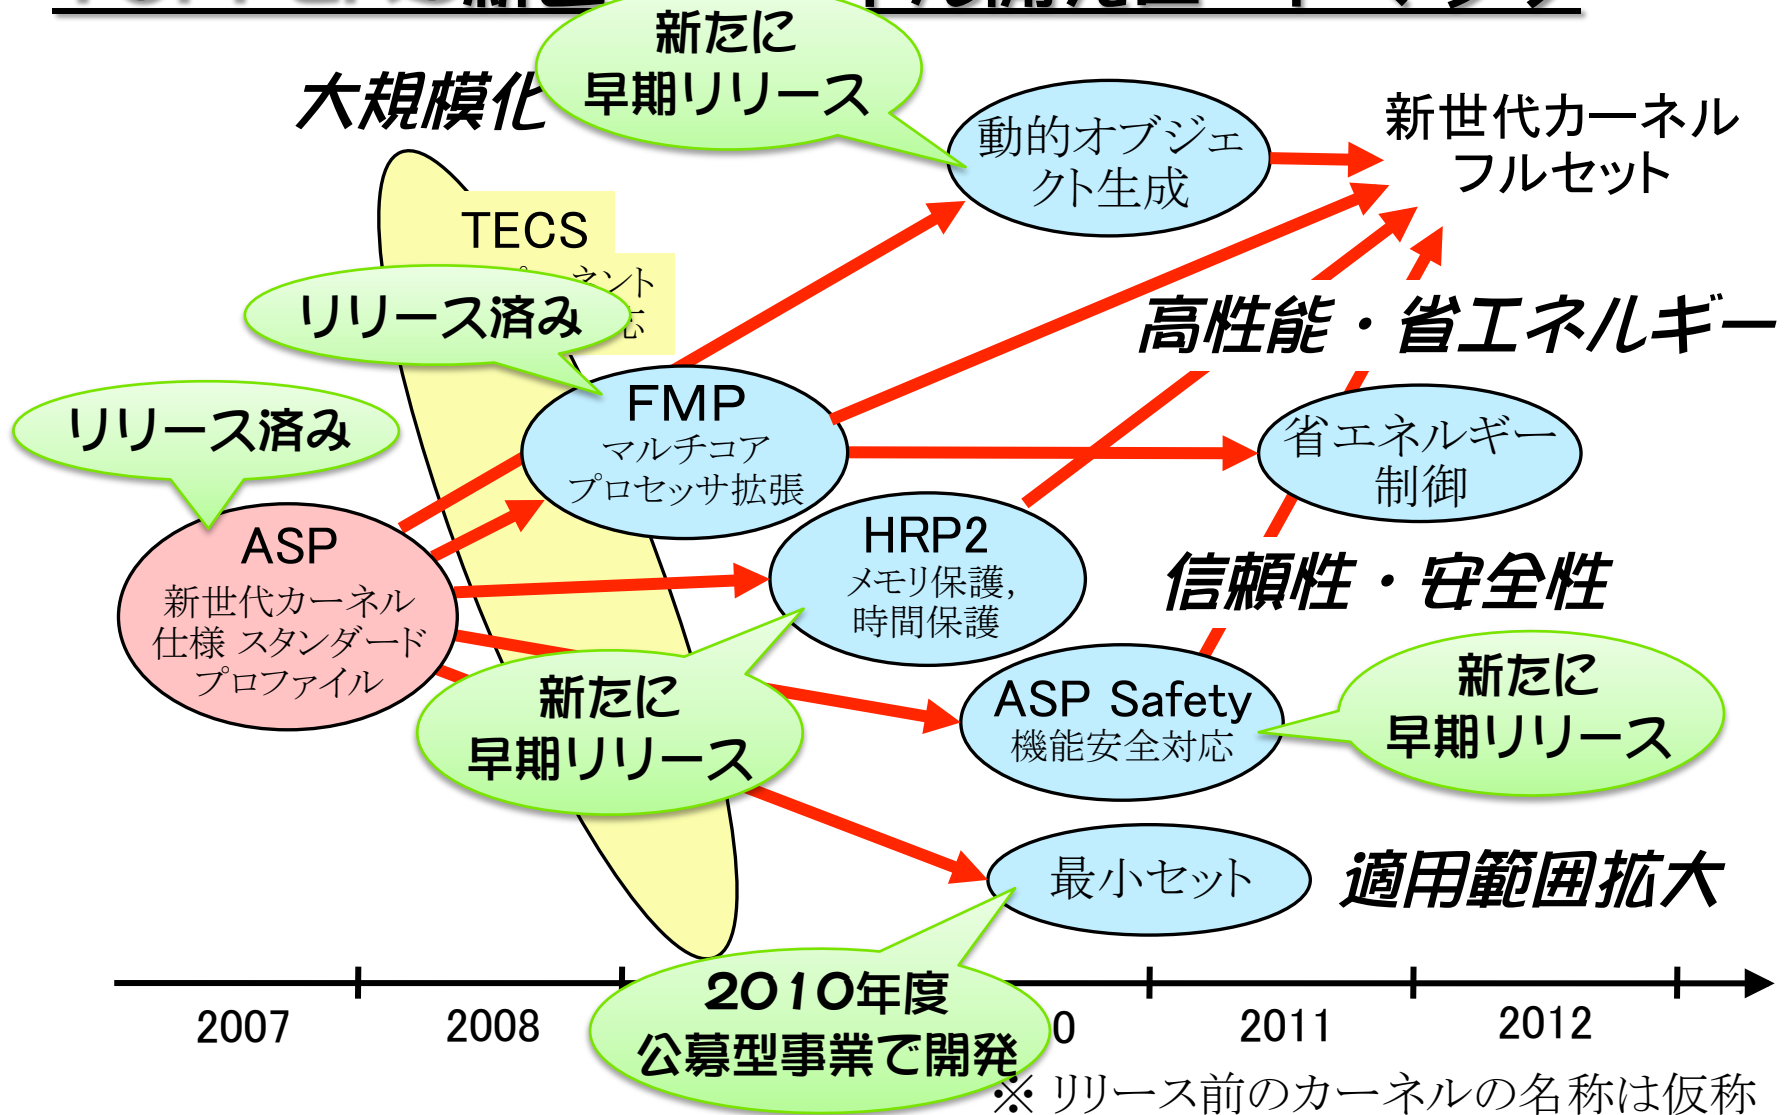 新たに
早期リリース
大規模化
動的オブジェ
クト生成
新世代カーネル
フルセット
TECS
ネント
リリース済み
高性能・省エネルギー
リリース済み
FMP
マルチコア
プロセッサ拡張
省エネルギー
制御
ASP
新世代カーネル
仕様 スタンダード
プロファイル
HRP2
メモリ保護,
時間保護
信頼性・安全性
新たに
早期リリース
ASP Safety
機能安全対応
新たに
早期リリース
最小セット
適用範囲拡大
2010年度
公募型事業で開発
2007
2008
0
2011
2012
※ リリース前のカーネルの名称は仮称